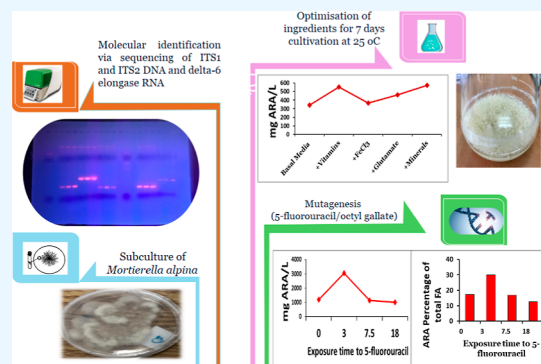 Molecular identification
via sequencing of ITS1
and ITS2 DNA and delta-6
elongase RNA
Subculture of
Mortierella alpina
Optimisation of
ingredients for 7 days
cultivation at 25 oC
mg ARA/L
600
500
400
300
200
100
0
Basal Media
+Vitamins
+FeCl3
+Glutamate
+Minerals
Mutagenesis
(5-fluorouracil/octyl gallate)
mg ARA/L
4000
3000
2000
1000
0
0 3 7.5 18
Exposure time to 5-fluorouracil
ARA Percentage of
total FA
40
30
20
10
0
0 3 7.5 18
Exposure time to 5-
fluorouracil